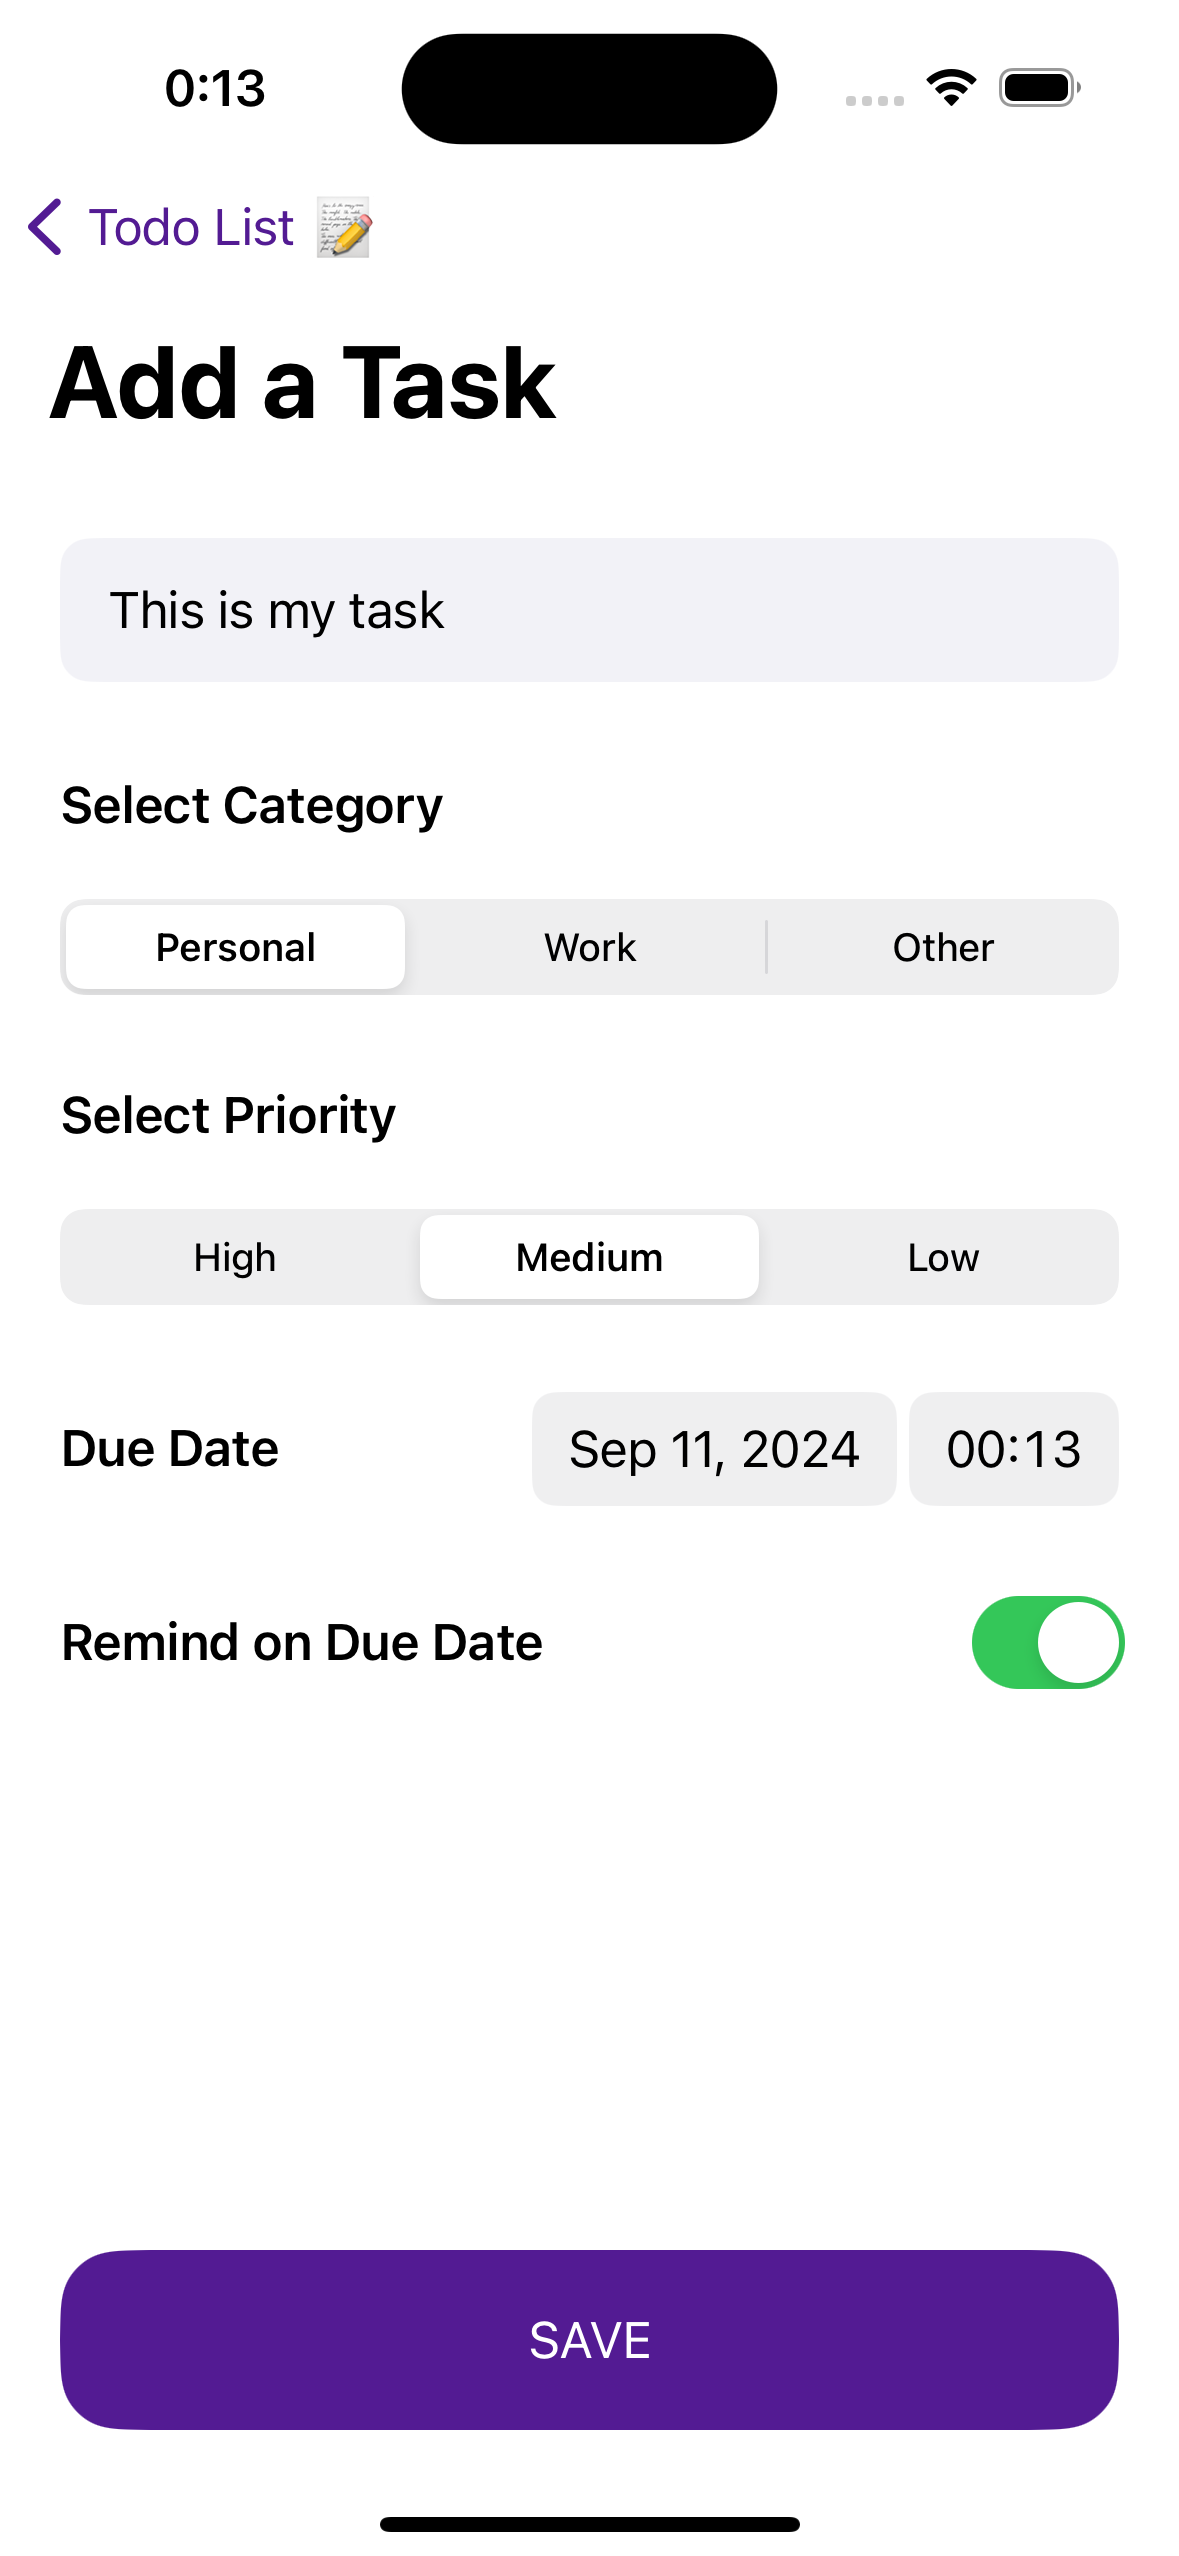 0:13
Todo List 📝
Add a Task
This is my task
Select Category
Personal Work Other
Select Priority
High Medium Low
Due Date Sep 11, 2024 00:13
Remind on Due Date
SAVE